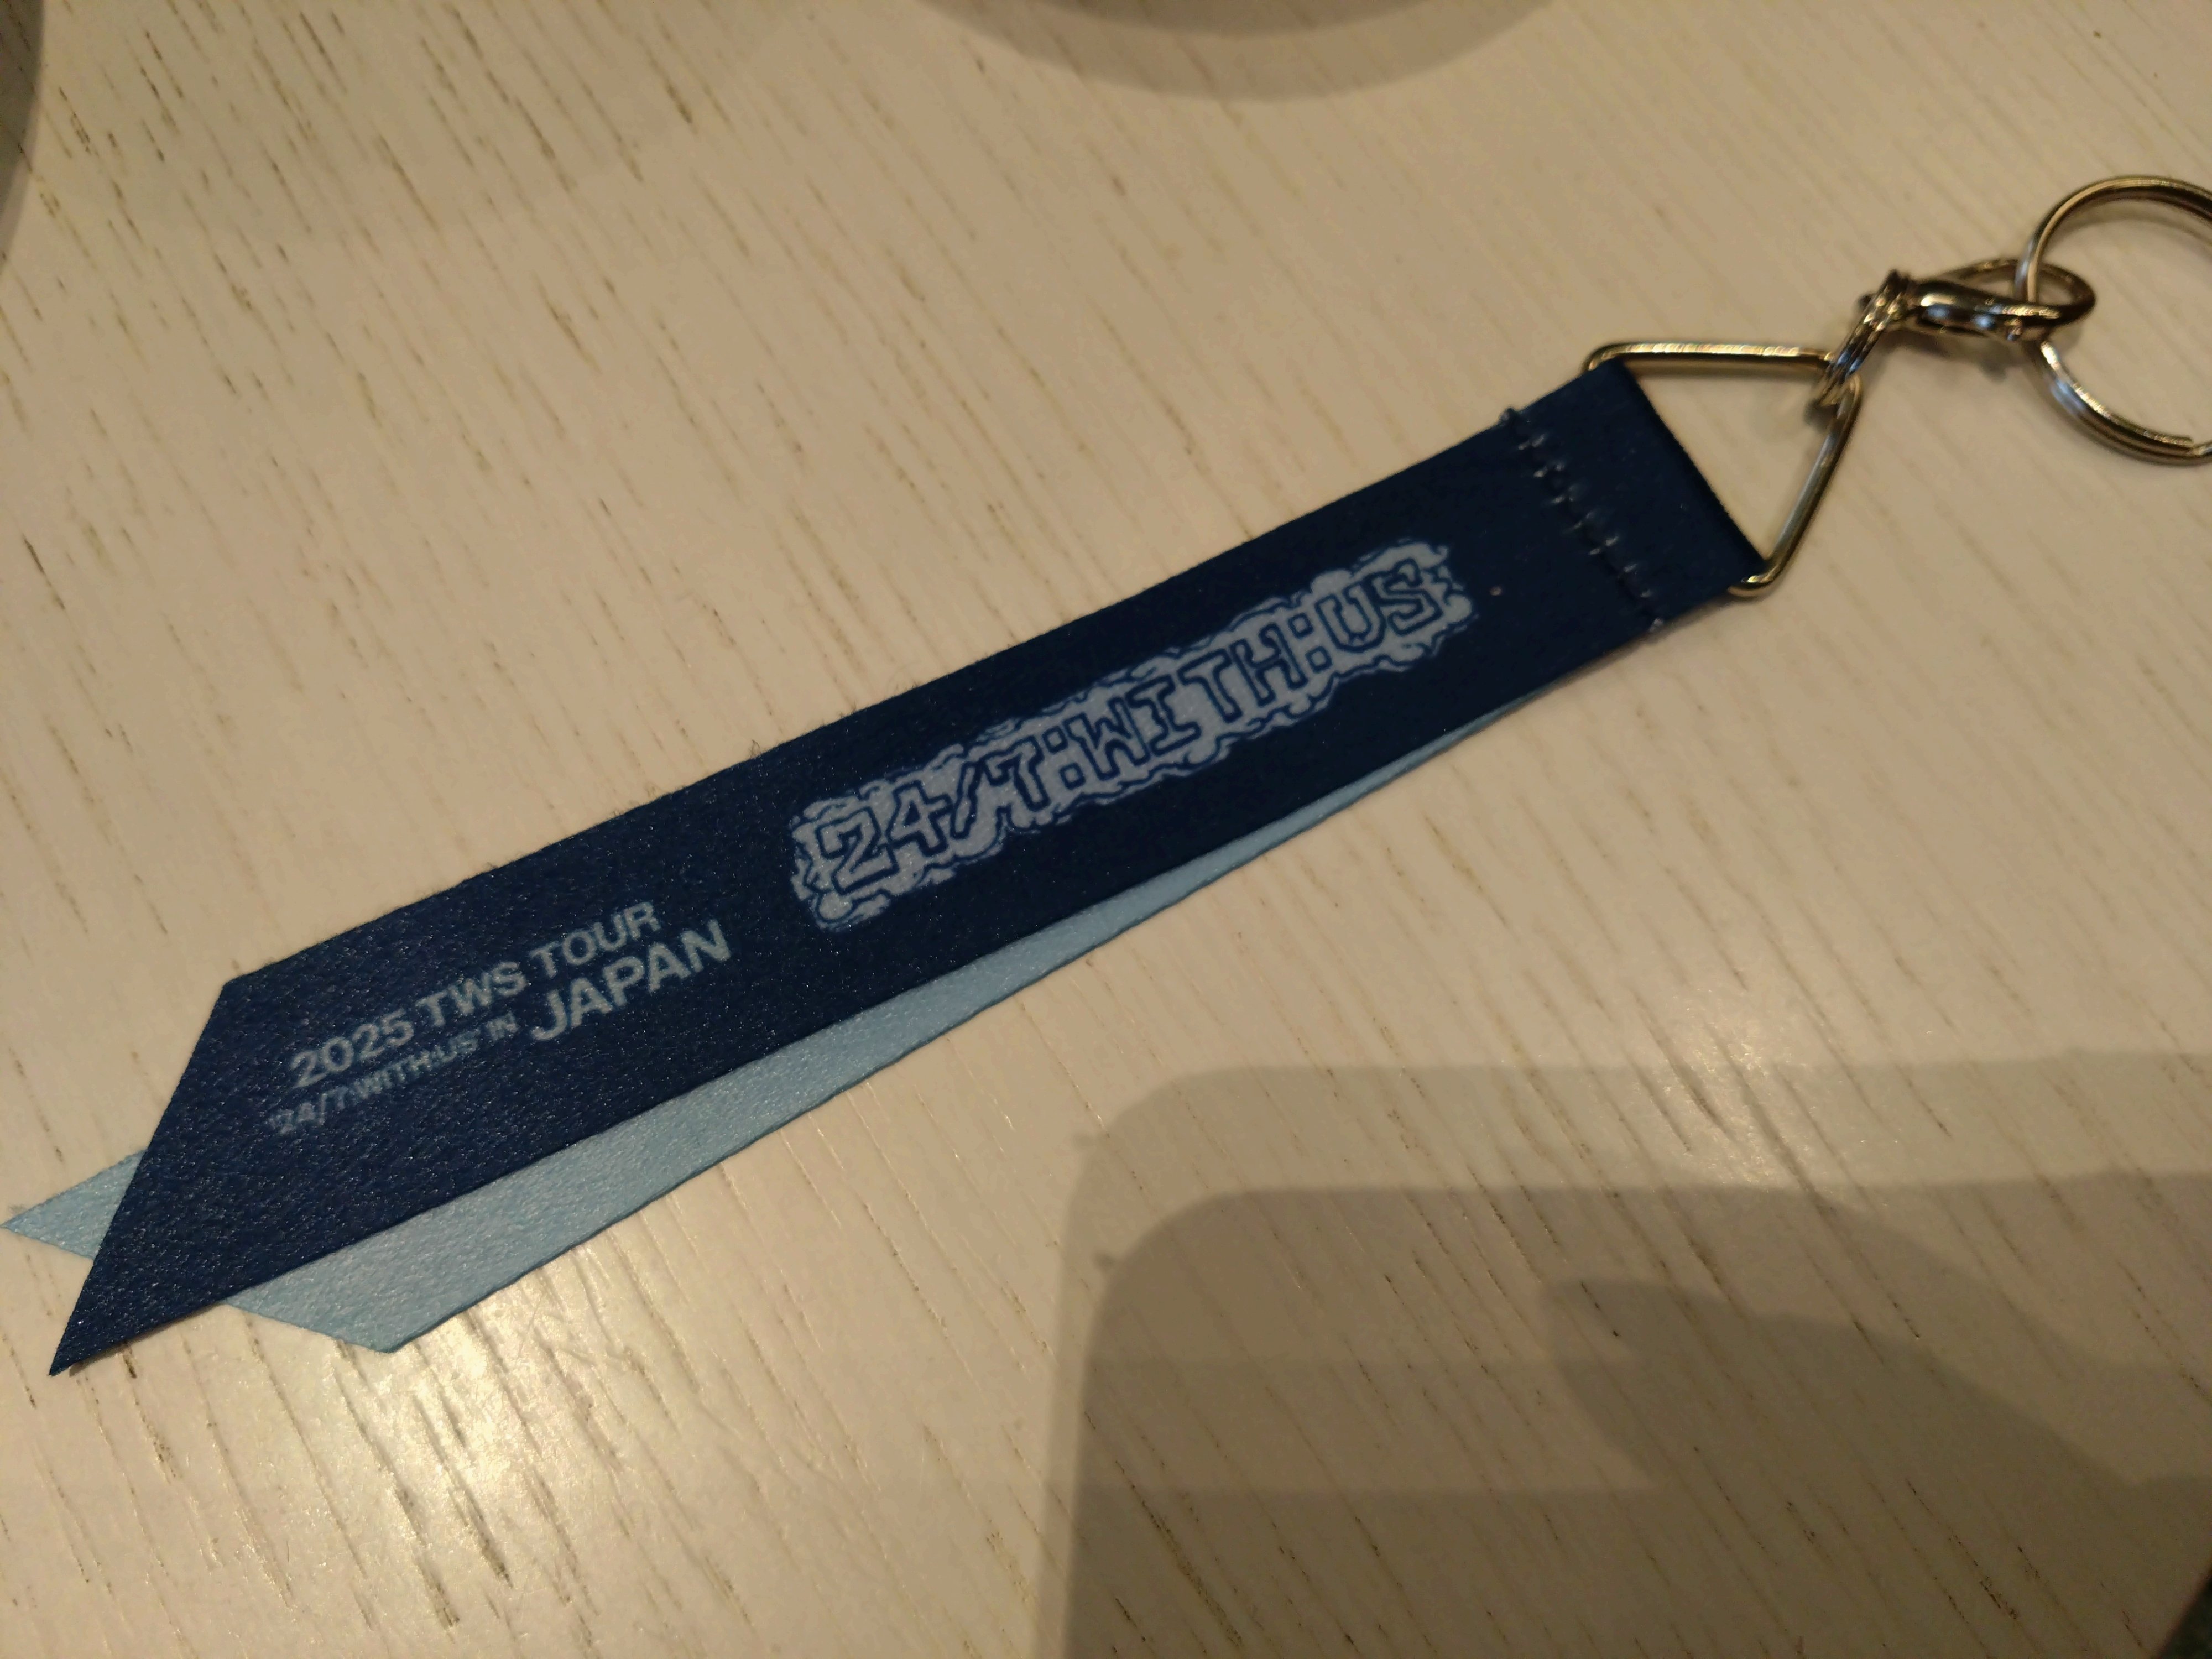 24/7:WITH:US
2025 TWS TOUR
'24/7:WITH:US' IN JAPAN